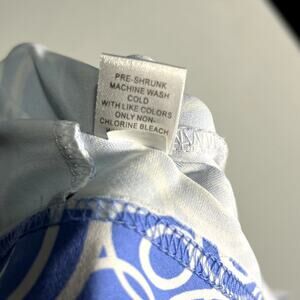 PRE-SHRUNK
MACHINE WASH
COLD
WITH LIKE COLORS
ONLY NON-
CHLORINE BLEACH